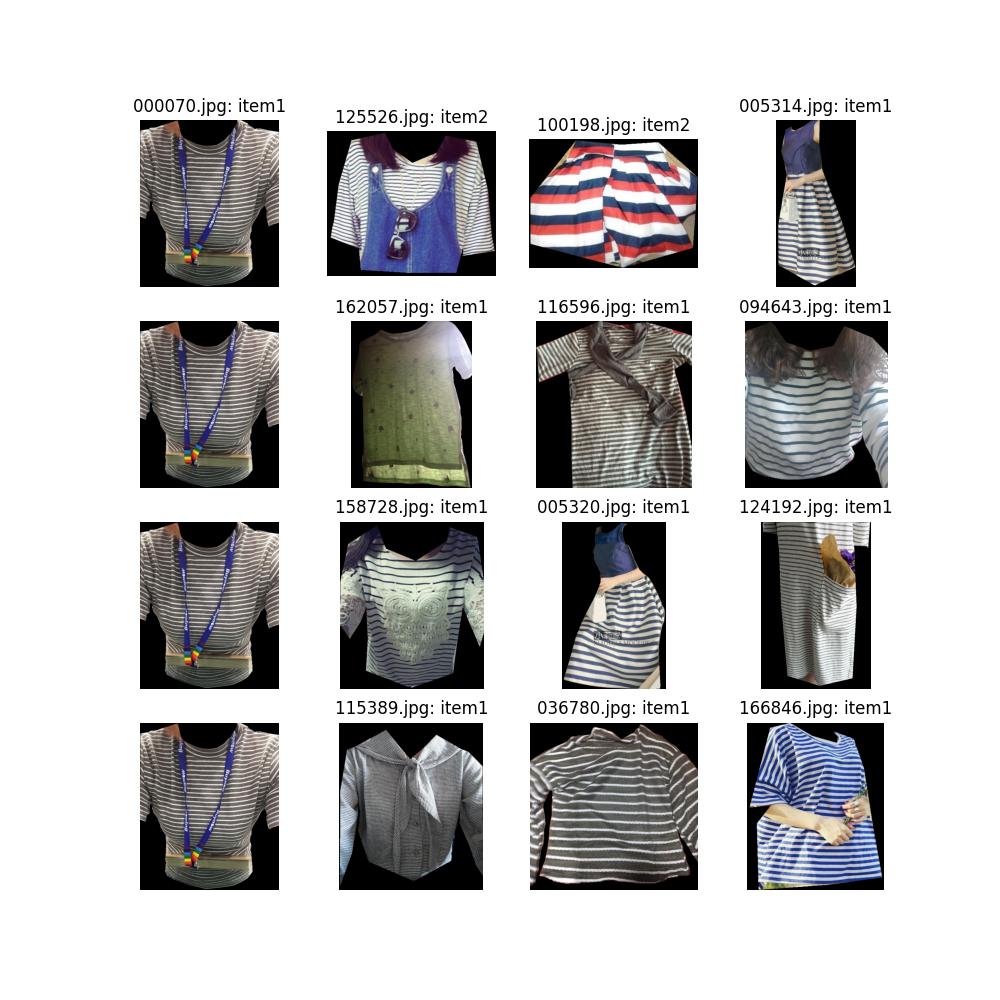 000070.jpg: item1
125526.jpg: item2
100198.jpg: item2
005314.jpg: item1
162057.jpg: item1
116596.jpg: item1
094643.jpg: item1
158728.jpg: item1
005320.jpg: item1
124192.jpg: item1
115389.jpg: item1
036780.jpg: item1
166846.jpg: item1